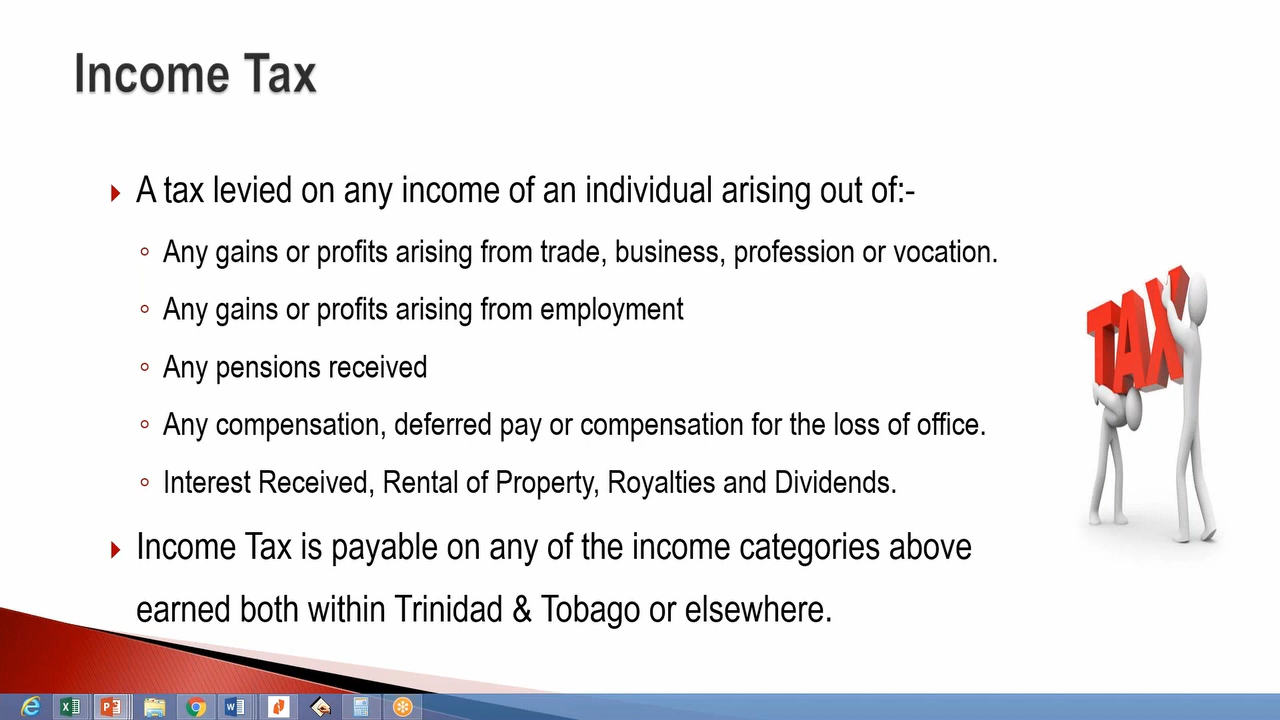 Income Tax
A tax levied on any income of an individual arising out of:-
Any gains or profits arising from trade, business, profession or vocation.
Any gains or profits arising from employment
Any pensions received
Any compensation, deferred pay or compensation for the loss of office.
Interest Received, Rental of Property, Royalties and Dividends.
Income Tax is payable on any of the income categories above
earned both within Trinidad & Tobago or elsewhere.
TAX